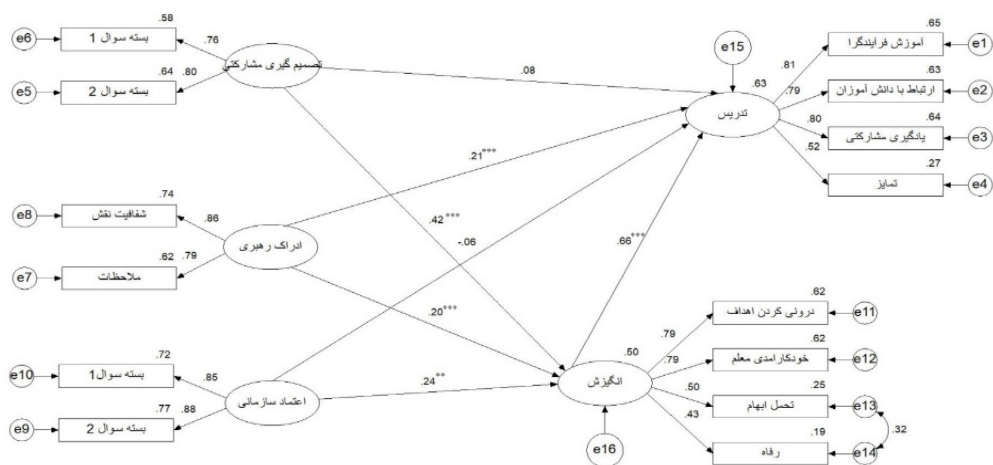 .58
e6
بسته سوال 1
.76
.64
e5
بسته سوال 2
.80
تصمیم گیری مشارکتی
.08
e15
.63
تدریس
.65
.81
آموزش فرآیندگرا
e1
.63
.79
ارتباط با دانش آموزان
e2
.64
.80
یادگیری مشارکتی
e3
.27
.52
تمایز
e4
.21***
.42***
-.06
.66***
.74
e8
شفافیت نقش
.86
.62
e7
ملاحظات
.79
ادراک رهبری
.20***
.72
e10
بسته سوال1
.85
.77
e9
بسته سوال 2
.88
اعتماد سازمانی
.24**
.50
انگیزش
e16
.62
.79
درونی کردن اهداف
e11
.62
.79
خودکارامدی معلم
e12
.25
.50
تحمل ابهام
e13
.19
.43
رفاه
e14
.32